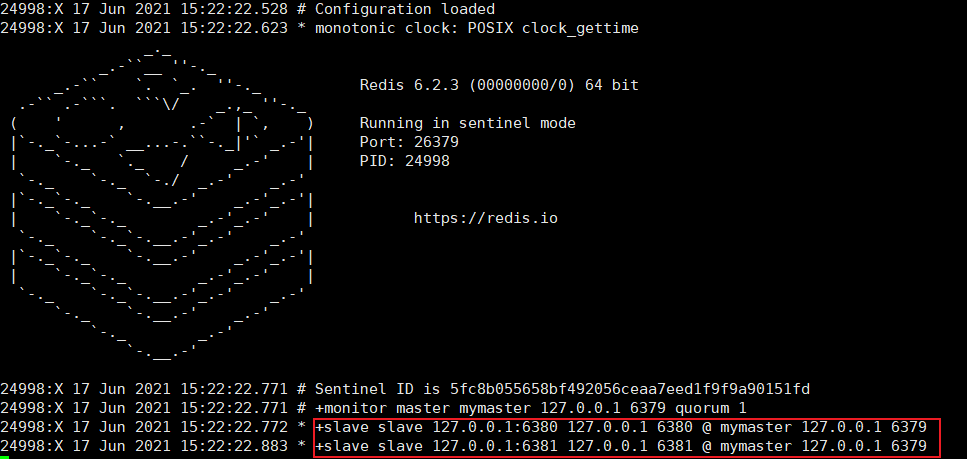 24998:X 17 Jun 2021 15:22:22.528 # Configuration loaded
24998:X 17 Jun 2021 15:22:22.623 * monotonic clock: POSIX clock_gettime
Redis 6.2.3 (00000000/0) 64 bit
Running in sentinel mode
Port: 26379
PID: 24998
https://redis.io
24998:X 17 Jun 2021 15:22:22.771 # Sentinel ID is 5fc8b055658bf492056ceaa7eed1f9f9a90151fd
24998:X 17 Jun 2021 15:22:22.771 # +monitor master mymaster 127.0.0.1 6379 quorum 1
24998:X 17 Jun 2021 15:22:22.772 * +slave slave 127.0.0.1:6380 127.0.0.1 6380 @ mymaster 127.0.0.1 6379
24998:X 17 Jun 2021 15:22:22.883 * +slave slave 127.0.0.1:6381 127.0.0.1 6381 @ mymaster 127.0.0.1 6379